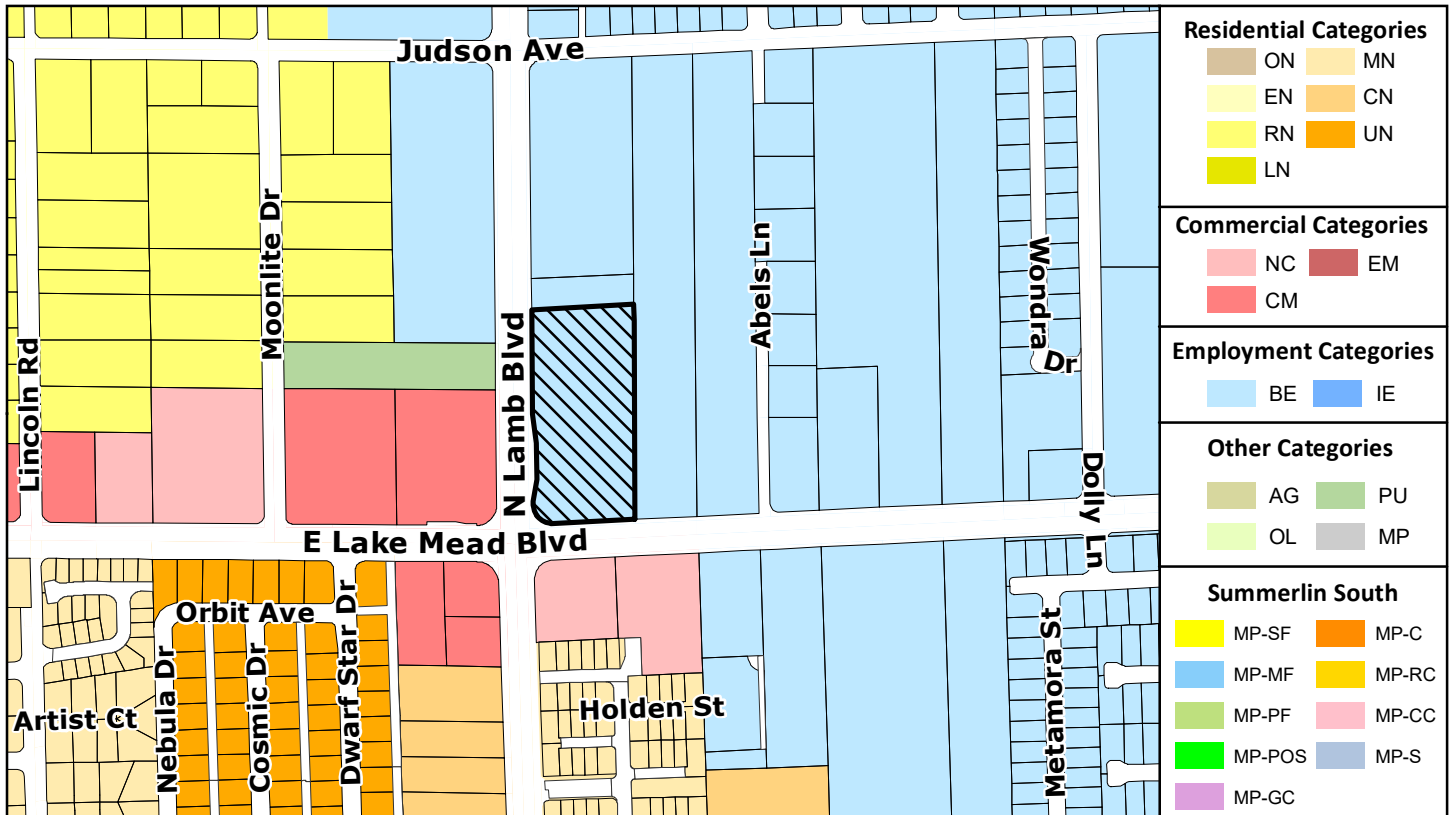 Judson Ave
Moonlite Dr
Lincoln Rd
N Lamb Blvd
Abels Ln
Wondra
Dr
Dolly Ln
E Lake Mead Blvd
Orbit Ave
Nebula Dr
Cosmic Dr
Dwarf Star Dr
Artist Ct
Holden St
Metamora St
Residential Categories
ON MN
EN CN
RN UN
LN
Commercial Categories
NC EM
CM
Employment Categories
BE IE
Other Categories
AG PU
OL MP
Summerlin South
MP-SF MP-C
MP-MF MP-RC
MP-PF MP-CC
MP-POS MP-S
MP-GC